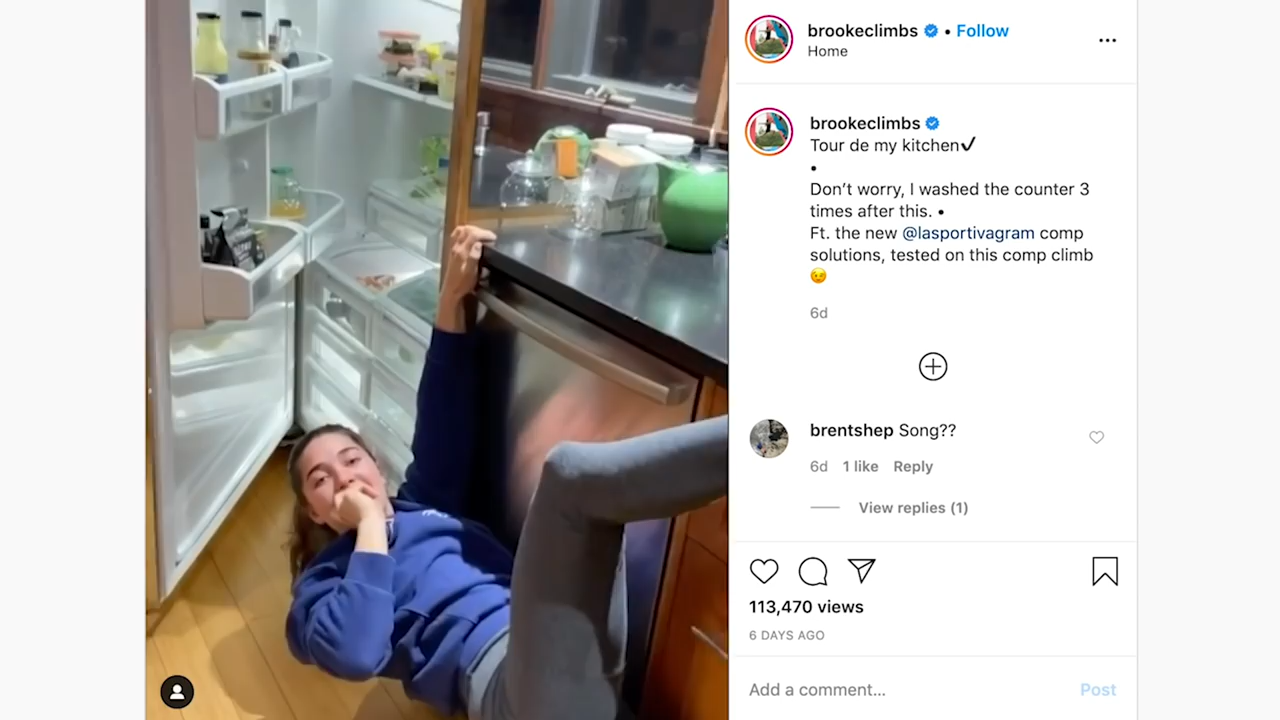 brookeclimbs • Follow
Home
...
brookeclimbs
Tour de my kitchen✔
•
Don’t worry, I washed the counter 3
times after this. •
Ft. the new @lasportivagram comp
solutions, tested on this comp climb
😉
6d
brentshep Song??
6d 1 like Reply
View replies (1)
113,470 views
6 DAYS AGO
Add a comment... Post